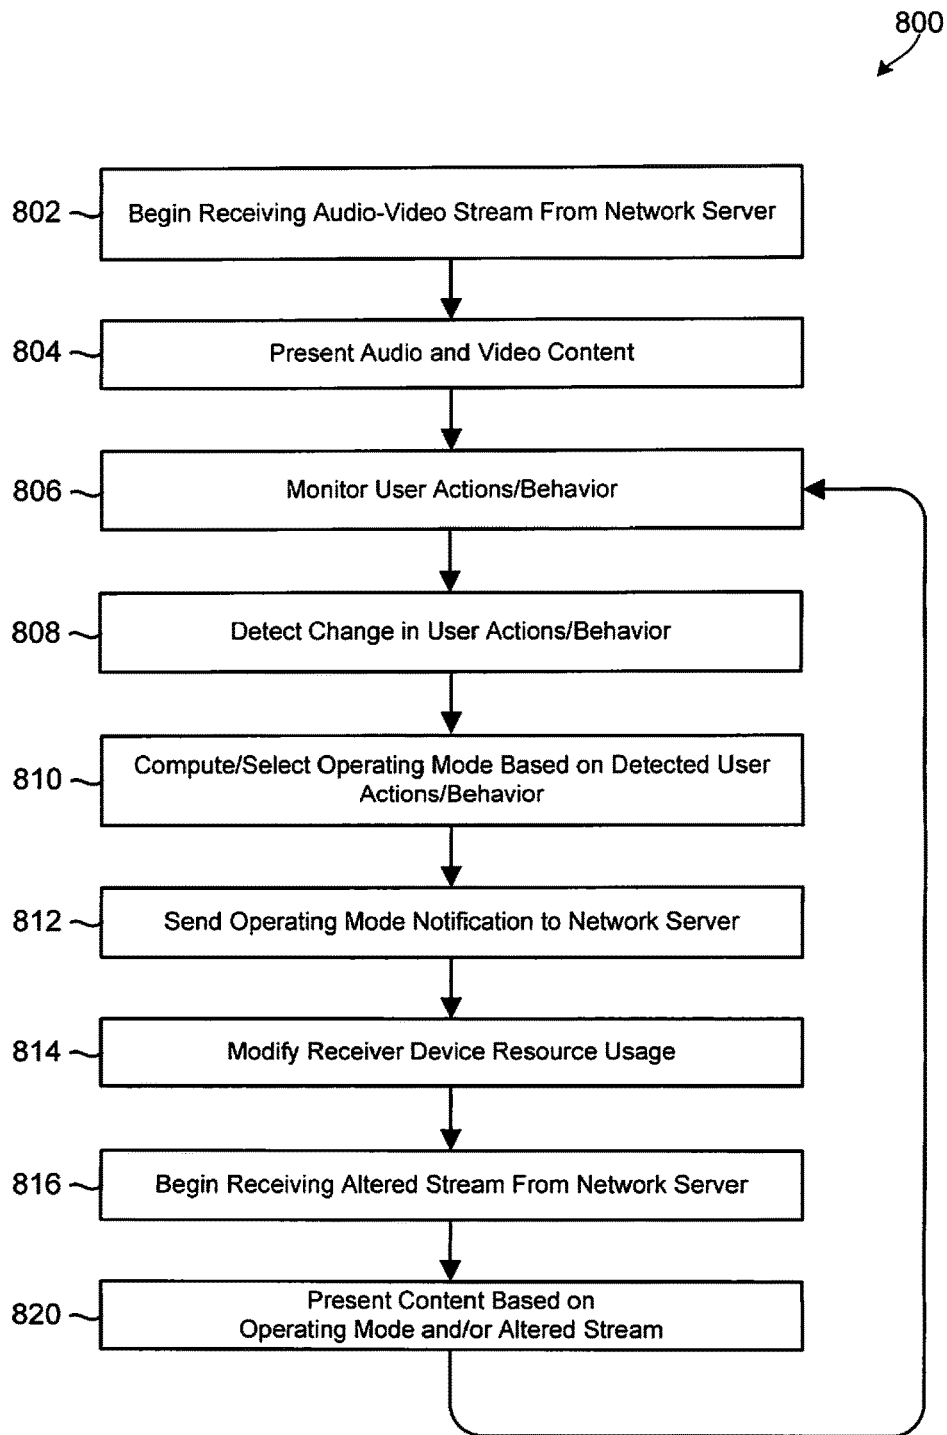 800
802
Begin Receiving Audio-Video Stream From Network Server
804
Present Audio and Video Content
806
Monitor User Actions/Behavior
808
Detect Change in User Actions/Behavior
810
Compute/Select Operating Mode Based on Detected User
Actions/Behavior
812
Send Operating Mode Notification to Network Server
814
Modify Receiver Device Resource Usage
816
Begin Receiving Altered Stream From Network Server
820
Present Content Based on
Operating Mode and/or Altered Stream